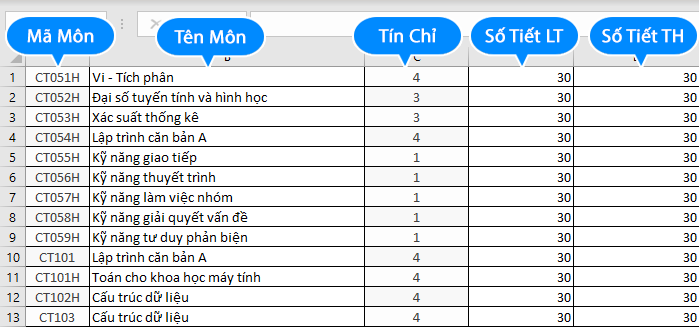 Mã Môn Tên Môn Tín Chỉ Số Tiết LT Số Tiết TH
1 CT051H Vi - Tích phân 4 30 30
2 CT052H Đại số tuyến tính và hình học 3 30 30
3 CT053H Xác suất thống kê 3 30 30
4 CT054H Lập trình căn bản A 4 30 30
5 CT055H Kỹ năng giao tiếp 1 30 30
6 CT056H Kỹ năng thuyết trình 1 30 30
7 CT057H Kỹ năng làm việc nhóm 1 30 30
8 CT058H Kỹ năng giải quyết vấn đề 1 30 30
9 CT059H Kỹ năng tư duy phản biện 1 30 30
10 CT101 Lập trình căn bản A 4 30 30
11 CT101H Toán cho khoa học máy tính 4 30 30
12 CT102H Cấu trúc dữ liệu 4 30 30
13 CT103 Cấu trúc dữ liệu 4 30 30